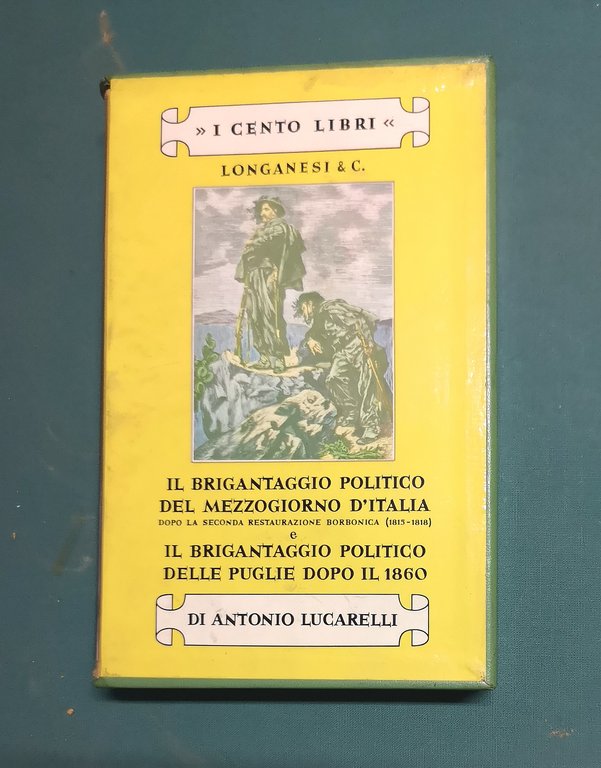 » I CENTO LIBRI «
LONGANESI & C.
IL BRIGANTAGGIO POLITICO
DEL MEZZOGIORNO D'ITALIA
DOPO LA SECONDA RESTAURAZIONE BORBONICA (1815-1818)
e
IL BRIGANTAGGIO POLITICO
DELLE PUGLIE DOPO IL 1860
DI ANTONIO LUCARELLI